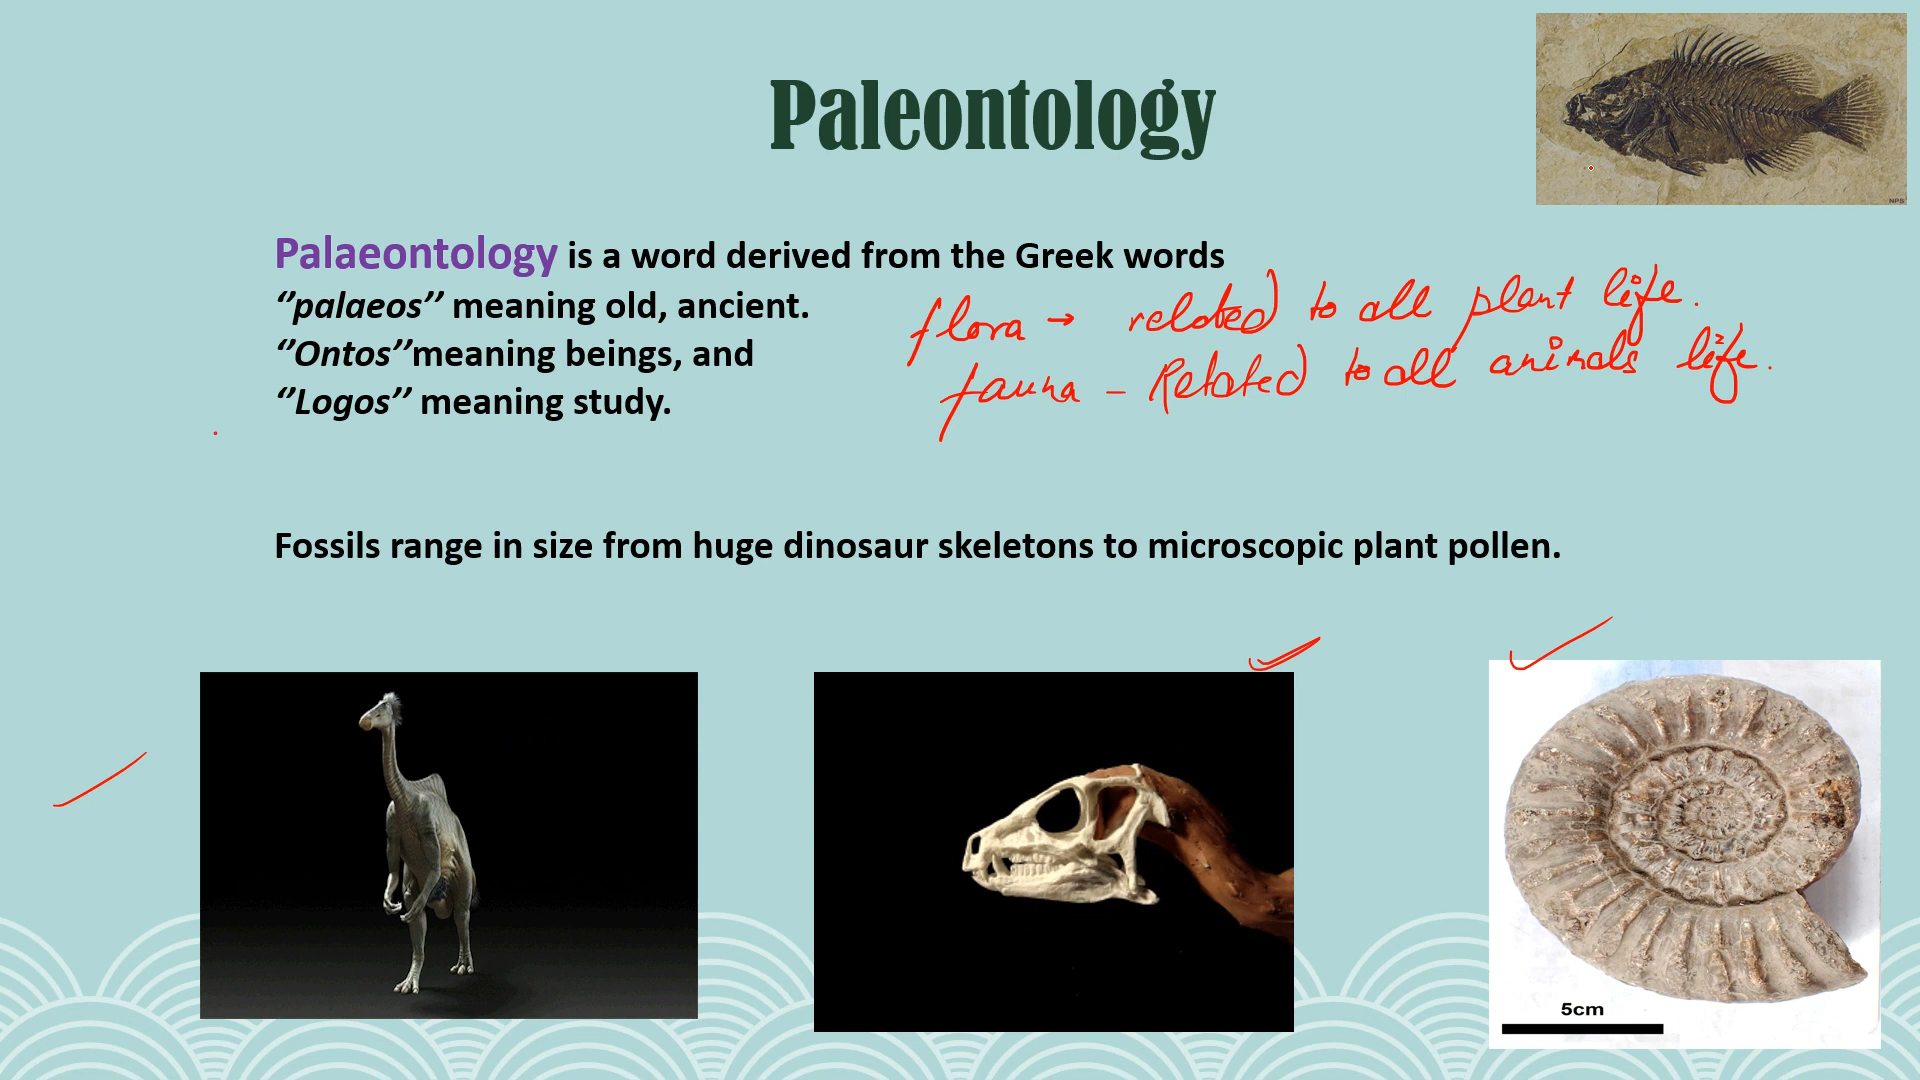 Paleontology
NPS
Palaeontology is a word derived from the Greek words
‘’palaeos’’ meaning old, ancient.
‘’Ontos’’meaning beings, and
‘’Logos’’ meaning study.
flora → related to all plant life.
fauna – Related to all animals life.
Fossils range in size from huge dinosaur skeletons to microscopic plant pollen.
5cm